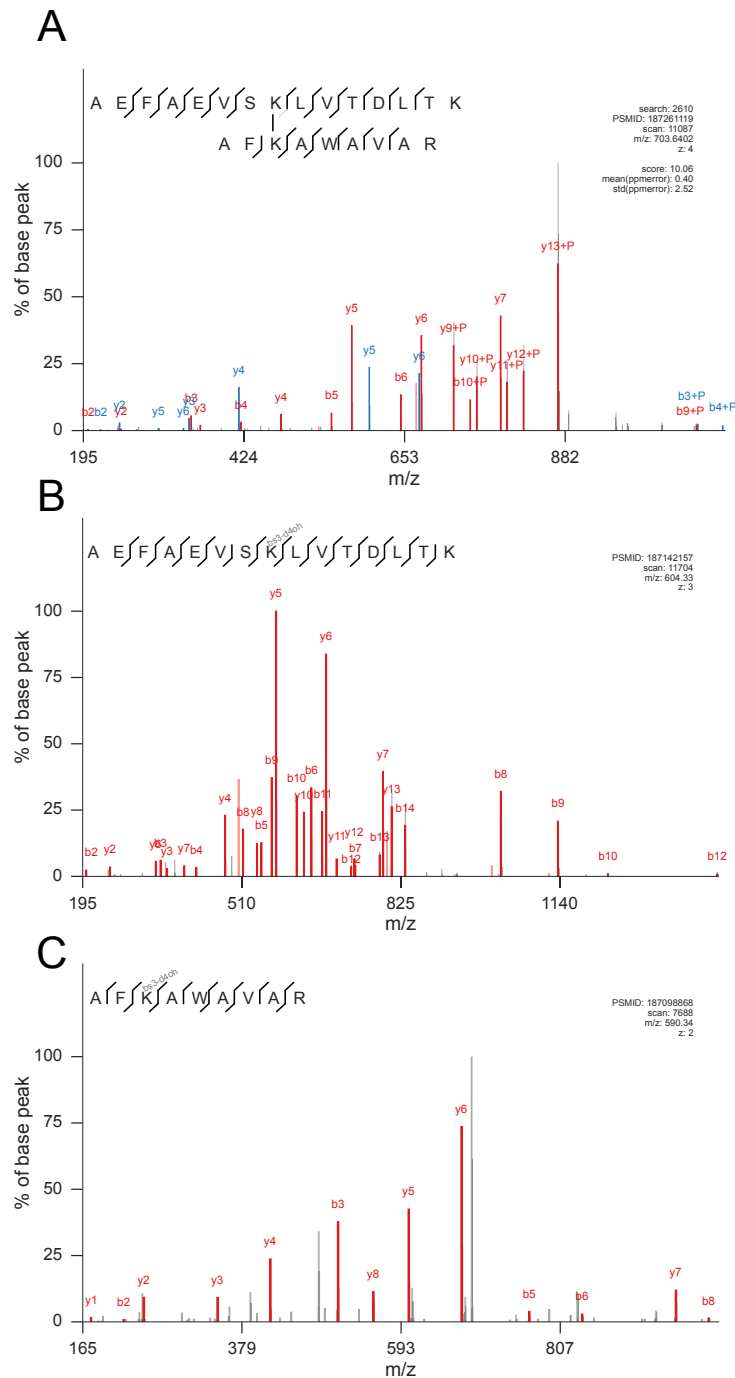 A
A E F A E V S K L V T D L T K
A F K A W A V A R
search: 2610
PSMID: 187261119
scan: 11087
m/z: 703.6402
z: 4
score: 10.06
mean(ppmerror): 0.40
std(ppmerror): 2.52
% of base peak
100
75
50
25
0
y13+P
y5 y6 y9+P y7
y10+P y12+P
y11+P
y4 y5 y6 b6 b10+P
b2 b2 y2 y2 y5 y6 y3 b3 y3 b4 y4 b5 b3+P
b9+P b4+P
195 424 653 882
m/z
B
bs3-d4oh
A E F A E V S K L V T D L T K
PSMID: 187142157
scan: 11704
m/z: 604.33
z: 3
% of base peak
100
75
50
25
0
y5
y6
b9 b10 b6 y7 b8
y4 b8 y10 b11 y13 b14 b9
y8 b5 y11 y12 b7 b12 b13
b2 y2 b3 y3 y7 b4 b10 b12
195 510 825 1140
m/z
C
bs3-d4oh
A F K A W A V A R
PSMID: 187098868
scan: 7688
m/z: 590.34
z: 2
% of base peak
100
75
50
25
0
y6
b3 y5
y4
y1 b2 y2 y3 y8 b5 b6 y7 b8
165 379 593 807
m/z